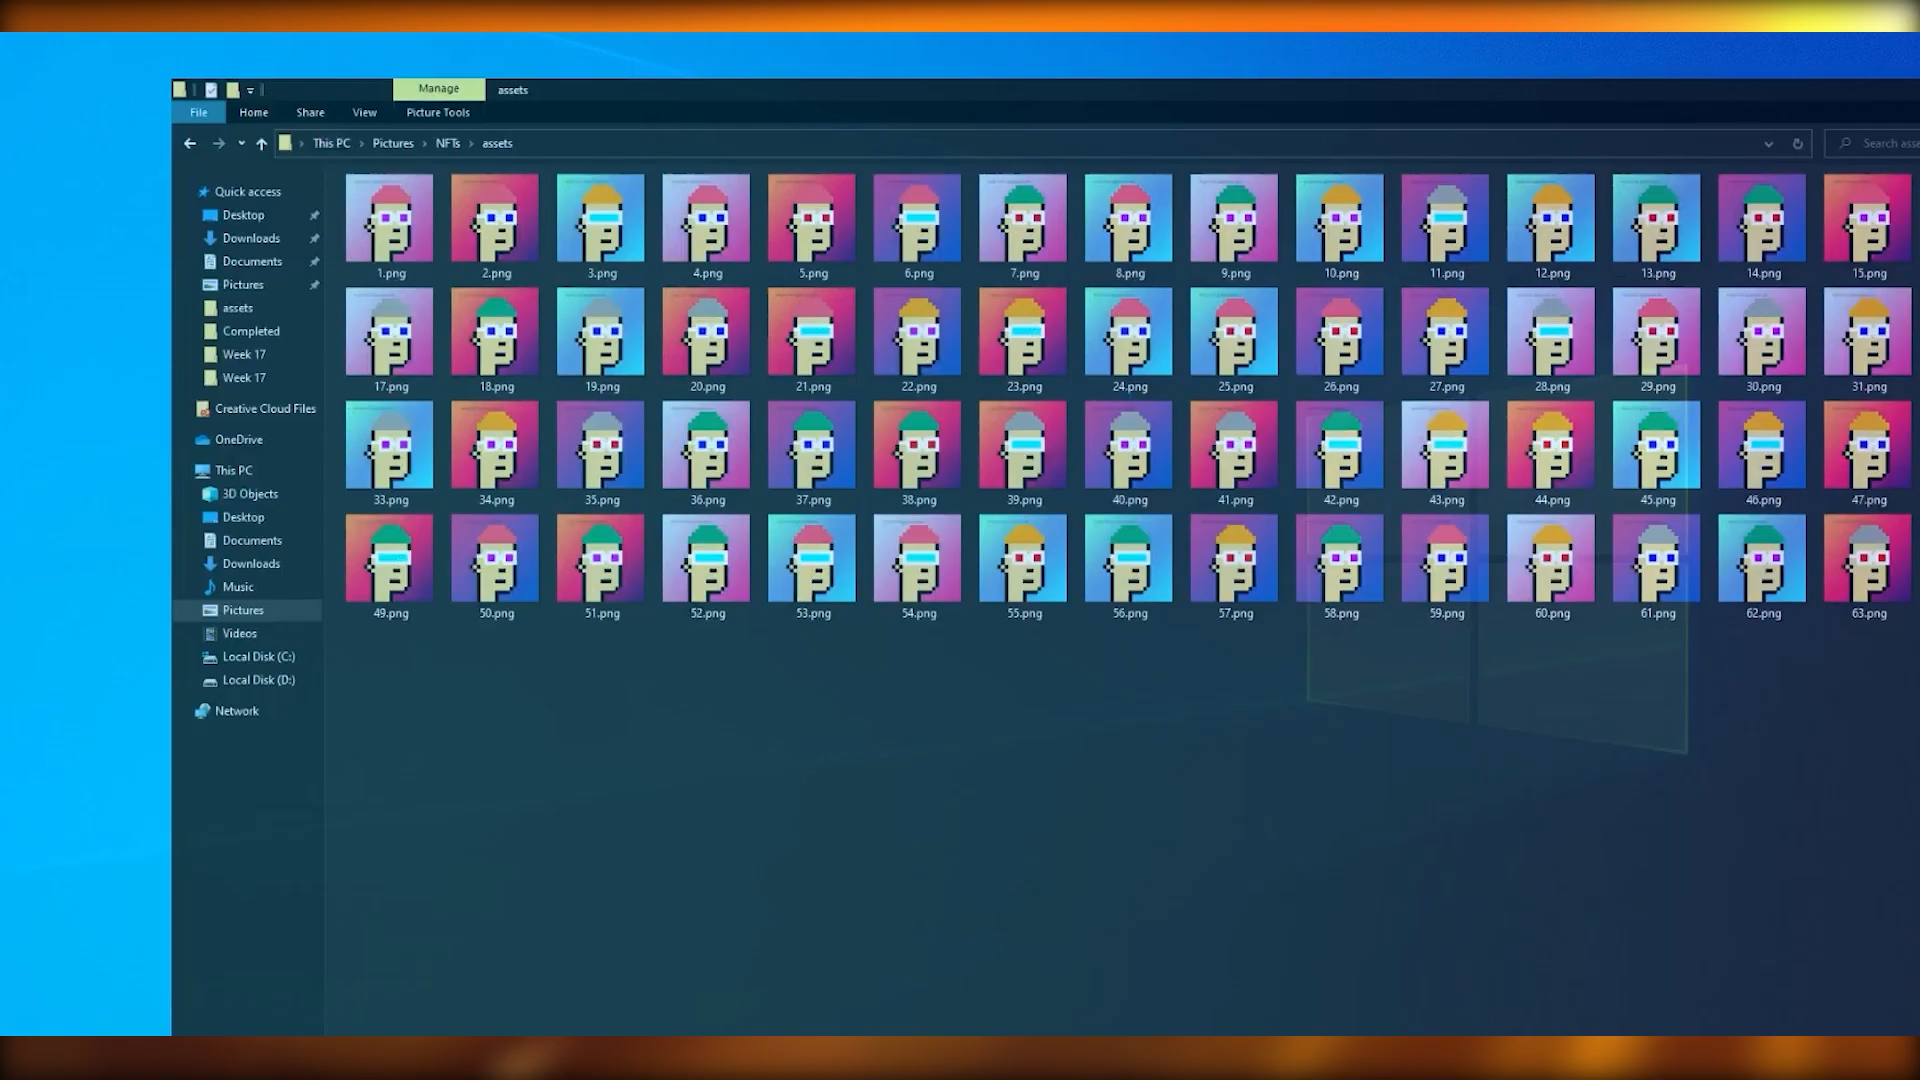 Manage
assets
File
Home
Share
View
Picture Tools
This PC
Pictures
NFTs
assets
Search asse
Quick access
Desktop
Downloads
Documents
Pictures
assets
Completed
Week 17
Week 17
Creative Cloud Files
OneDrive
This PC
3D Objects
Desktop
Documents
Downloads
Music
Pictures
Videos
Local Disk (C:)
Local Disk (D:)
Network
1.png 2.png 3.png 4.png 5.png 6.png 7.png 8.png 9.png 10.png 11.png 12.png 13.png 14.png 15.png
17.png 18.png 19.png 20.png 21.png 22.png 23.png 24.png 25.png 26.png 27.png 28.png 29.png 30.png 31.png
33.png 34.png 35.png 36.png 37.png 38.png 39.png 40.png 41.png 42.png 43.png 44.png 45.png 46.png 47.png
49.png 50.png 51.png 52.png 53.png 54.png 55.png 56.png 57.png 58.png 59.png 60.png 61.png 62.png 63.png